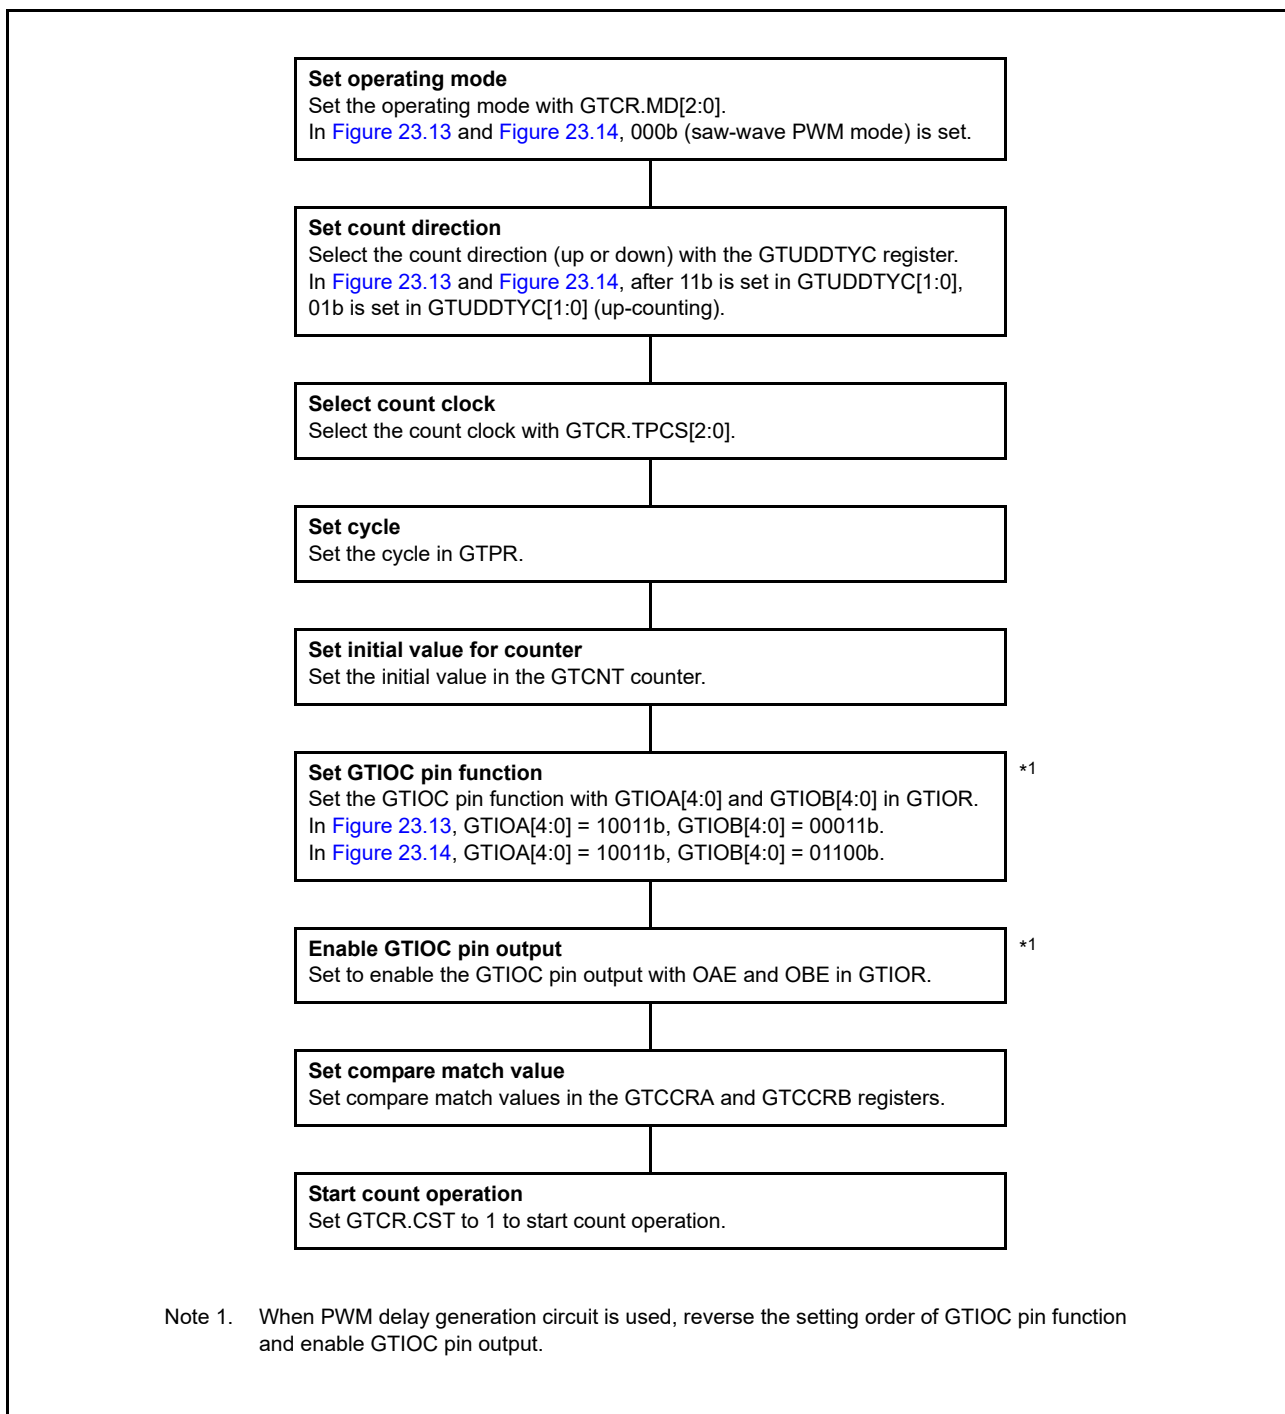 Set operating mode
Set the operating mode with GTCR.MD[2:0].
In Figure 23.13 and Figure 23.14, 000b (saw-wave PWM mode) is set.
Set count direction
Select the count direction (up or down) with the GTUDDTYC register.
In Figure 23.13 and Figure 23.14, after 11b is set in GTUDDTYC[1:0],
01b is set in GTUDDTYC[1:0] (up-counting).
Select count clock
Select the count clock with GTCR.TPCS[2:0].
Set cycle
Set the cycle in GTPR.
Set initial value for counter
Set the initial value in the GTCNT counter.
Set GTIOC pin function *1
Set the GTIOC pin function with GTIOA[4:0] and GTIOB[4:0] in GTIOR.
In Figure 23.13, GTIOA[4:0] = 10011b, GTIOB[4:0] = 00011b.
In Figure 23.14, GTIOA[4:0] = 10011b, GTIOB[4:0] = 01100b.
Enable GTIOC pin output *1
Set to enable the GTIOC pin output with OAE and OBE in GTIOR.
Set compare match value
Set compare match values in the GTCCRA and GTCCRB registers.
Start count operation
Set GTCR.CST to 1 to start count operation.
Note 1. When PWM delay generation circuit is used, reverse the setting order of GTIOC pin function
and enable GTIOC pin output.